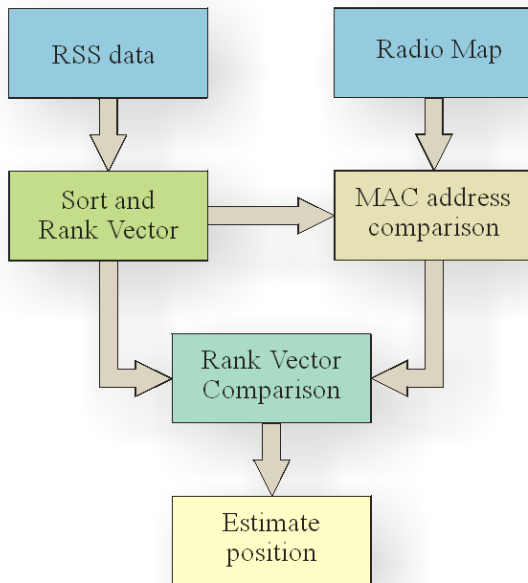 RSS data
Radio Map
Sort and
Rank Vector
MAC address
comparison
Rank Vector
Comparison
Estimate
position